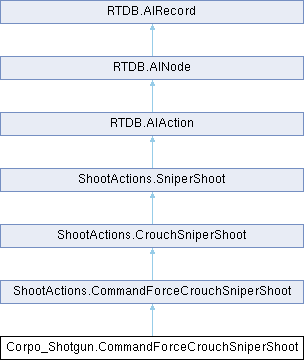 RTDB.AIRecord
RTDB.AINode
RTDB.AIAction
ShootActions.SniperShoot
ShootActions.CrouchSniperShoot
ShootActions.CommandForceCrouchSniperShoot
Corpo_Shotgun.CommandForceCrouchSniperShoot